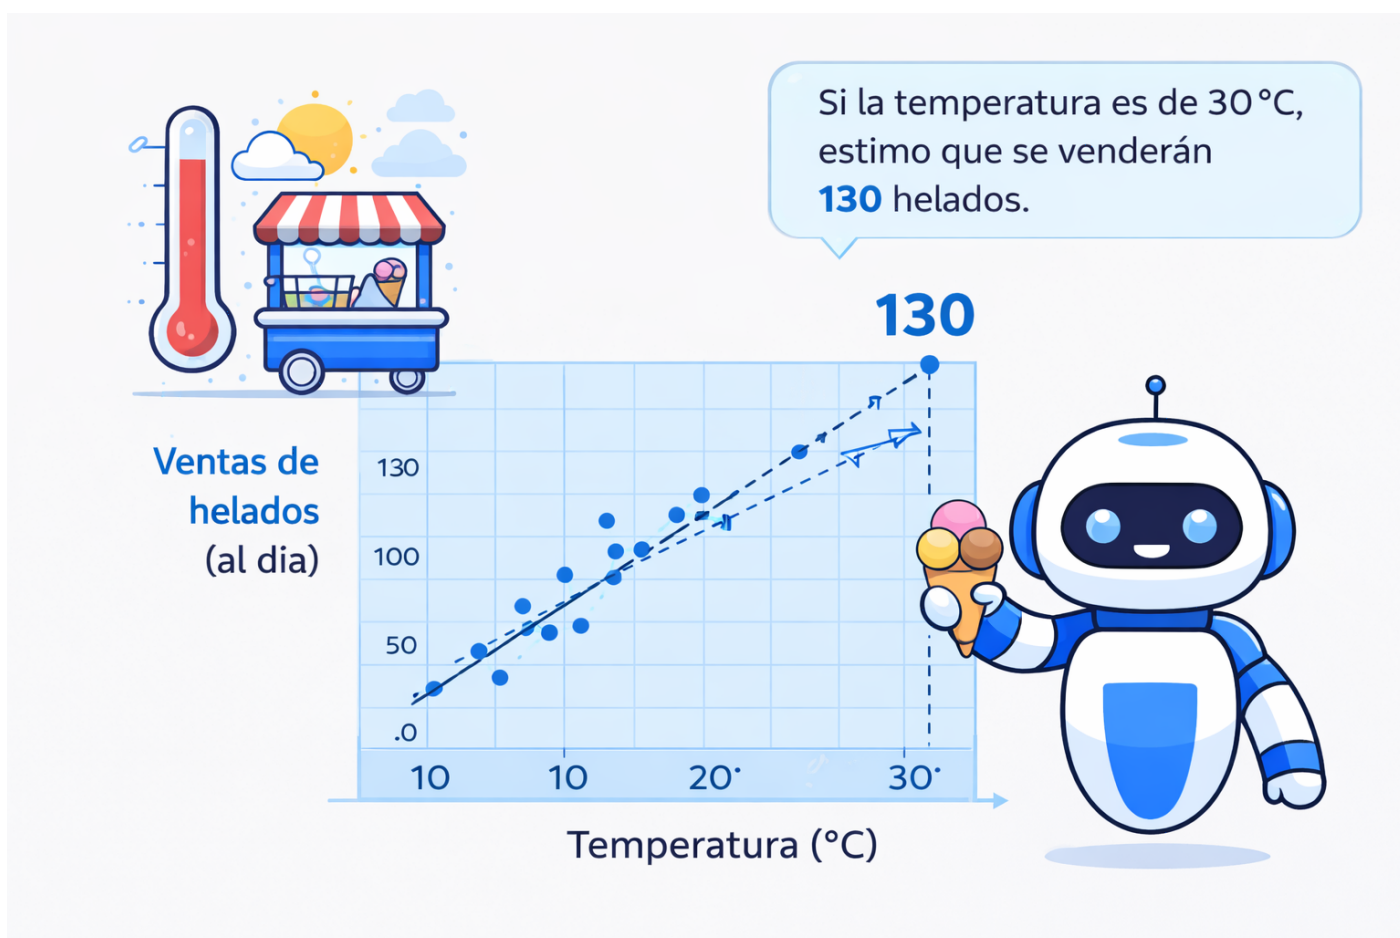 Si la temperatura es de 30 °C,
estimo que se venderán
130 helados.
130
Ventas de
helados
(al dia)
130
100
50
.0
10
10
20°
30°
Temperatura (°C)